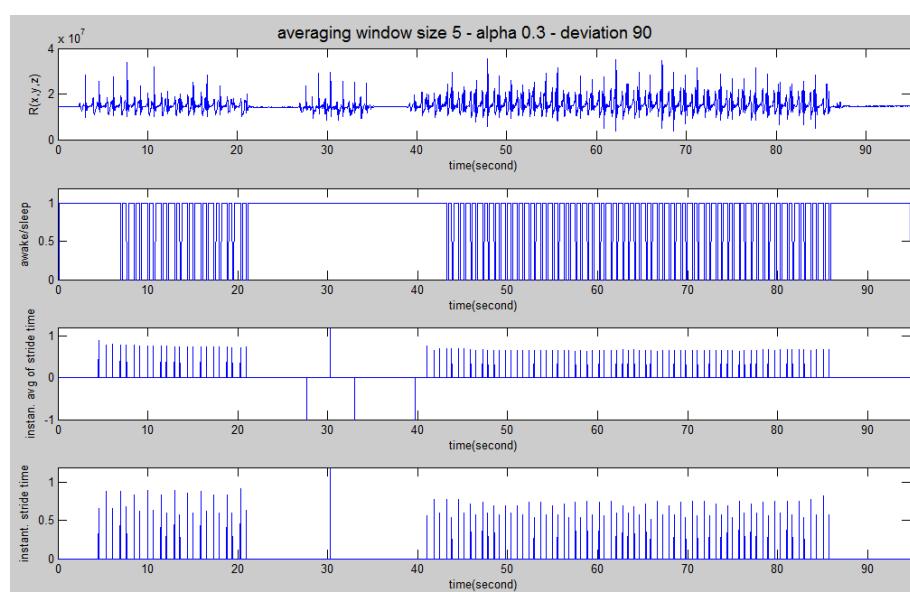 averaging window size 5 - alpha 0.3 - deviation 90
x 10^7
4
2
0
R(x,y,z)
0 10 20 30 40 50 60 70 80 90
time(second)
1
0.5
0
awake/sleep
0 10 20 30 40 50 60 70 80 90
time(second)
1
0
-1
instan. avg of stride time
0 10 20 30 40 50 60 70 80 90
time(second)
1
0.5
0
instant. stride time
0 10 20 30 40 50 60 70 80 90
time(second)